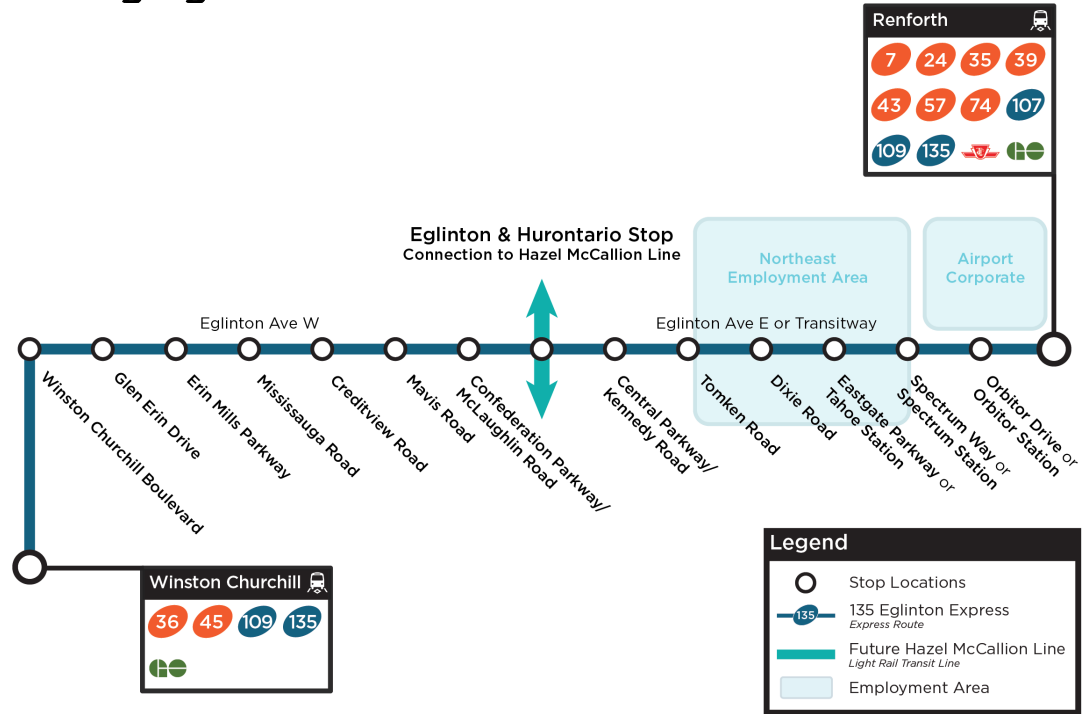 Renforth
7 24 35 39
43 57 74 107
109 135
GO
Eglinton & Hurontario Stop
Connection to Hazel McCallion Line
Northeast
Employment Area
Airport
Corporate
Eglinton Ave W
Eglinton Ave E or Transitway
Winston Churchill Boulevard
Glen Erin Drive
Erin Mills Parkway
Mississauga Road
Creditview Road
Mavis Road
Confederation Parkway/
McLaughlin Road
Central Parkway/
Kennedy Road
Tomken Road
Dixie Road
Eastgate Parkway or
Tahoe Station
Spectrum Way or
Spectrum Station
Orbitor Drive or
Orbitor Station
Winston Churchill
36 45 109 135
GO
Legend
Stop Locations
135
135 Eglinton Express
Express Route
Future Hazel McCallion Line
Light Rail Transit Line
Employment Area